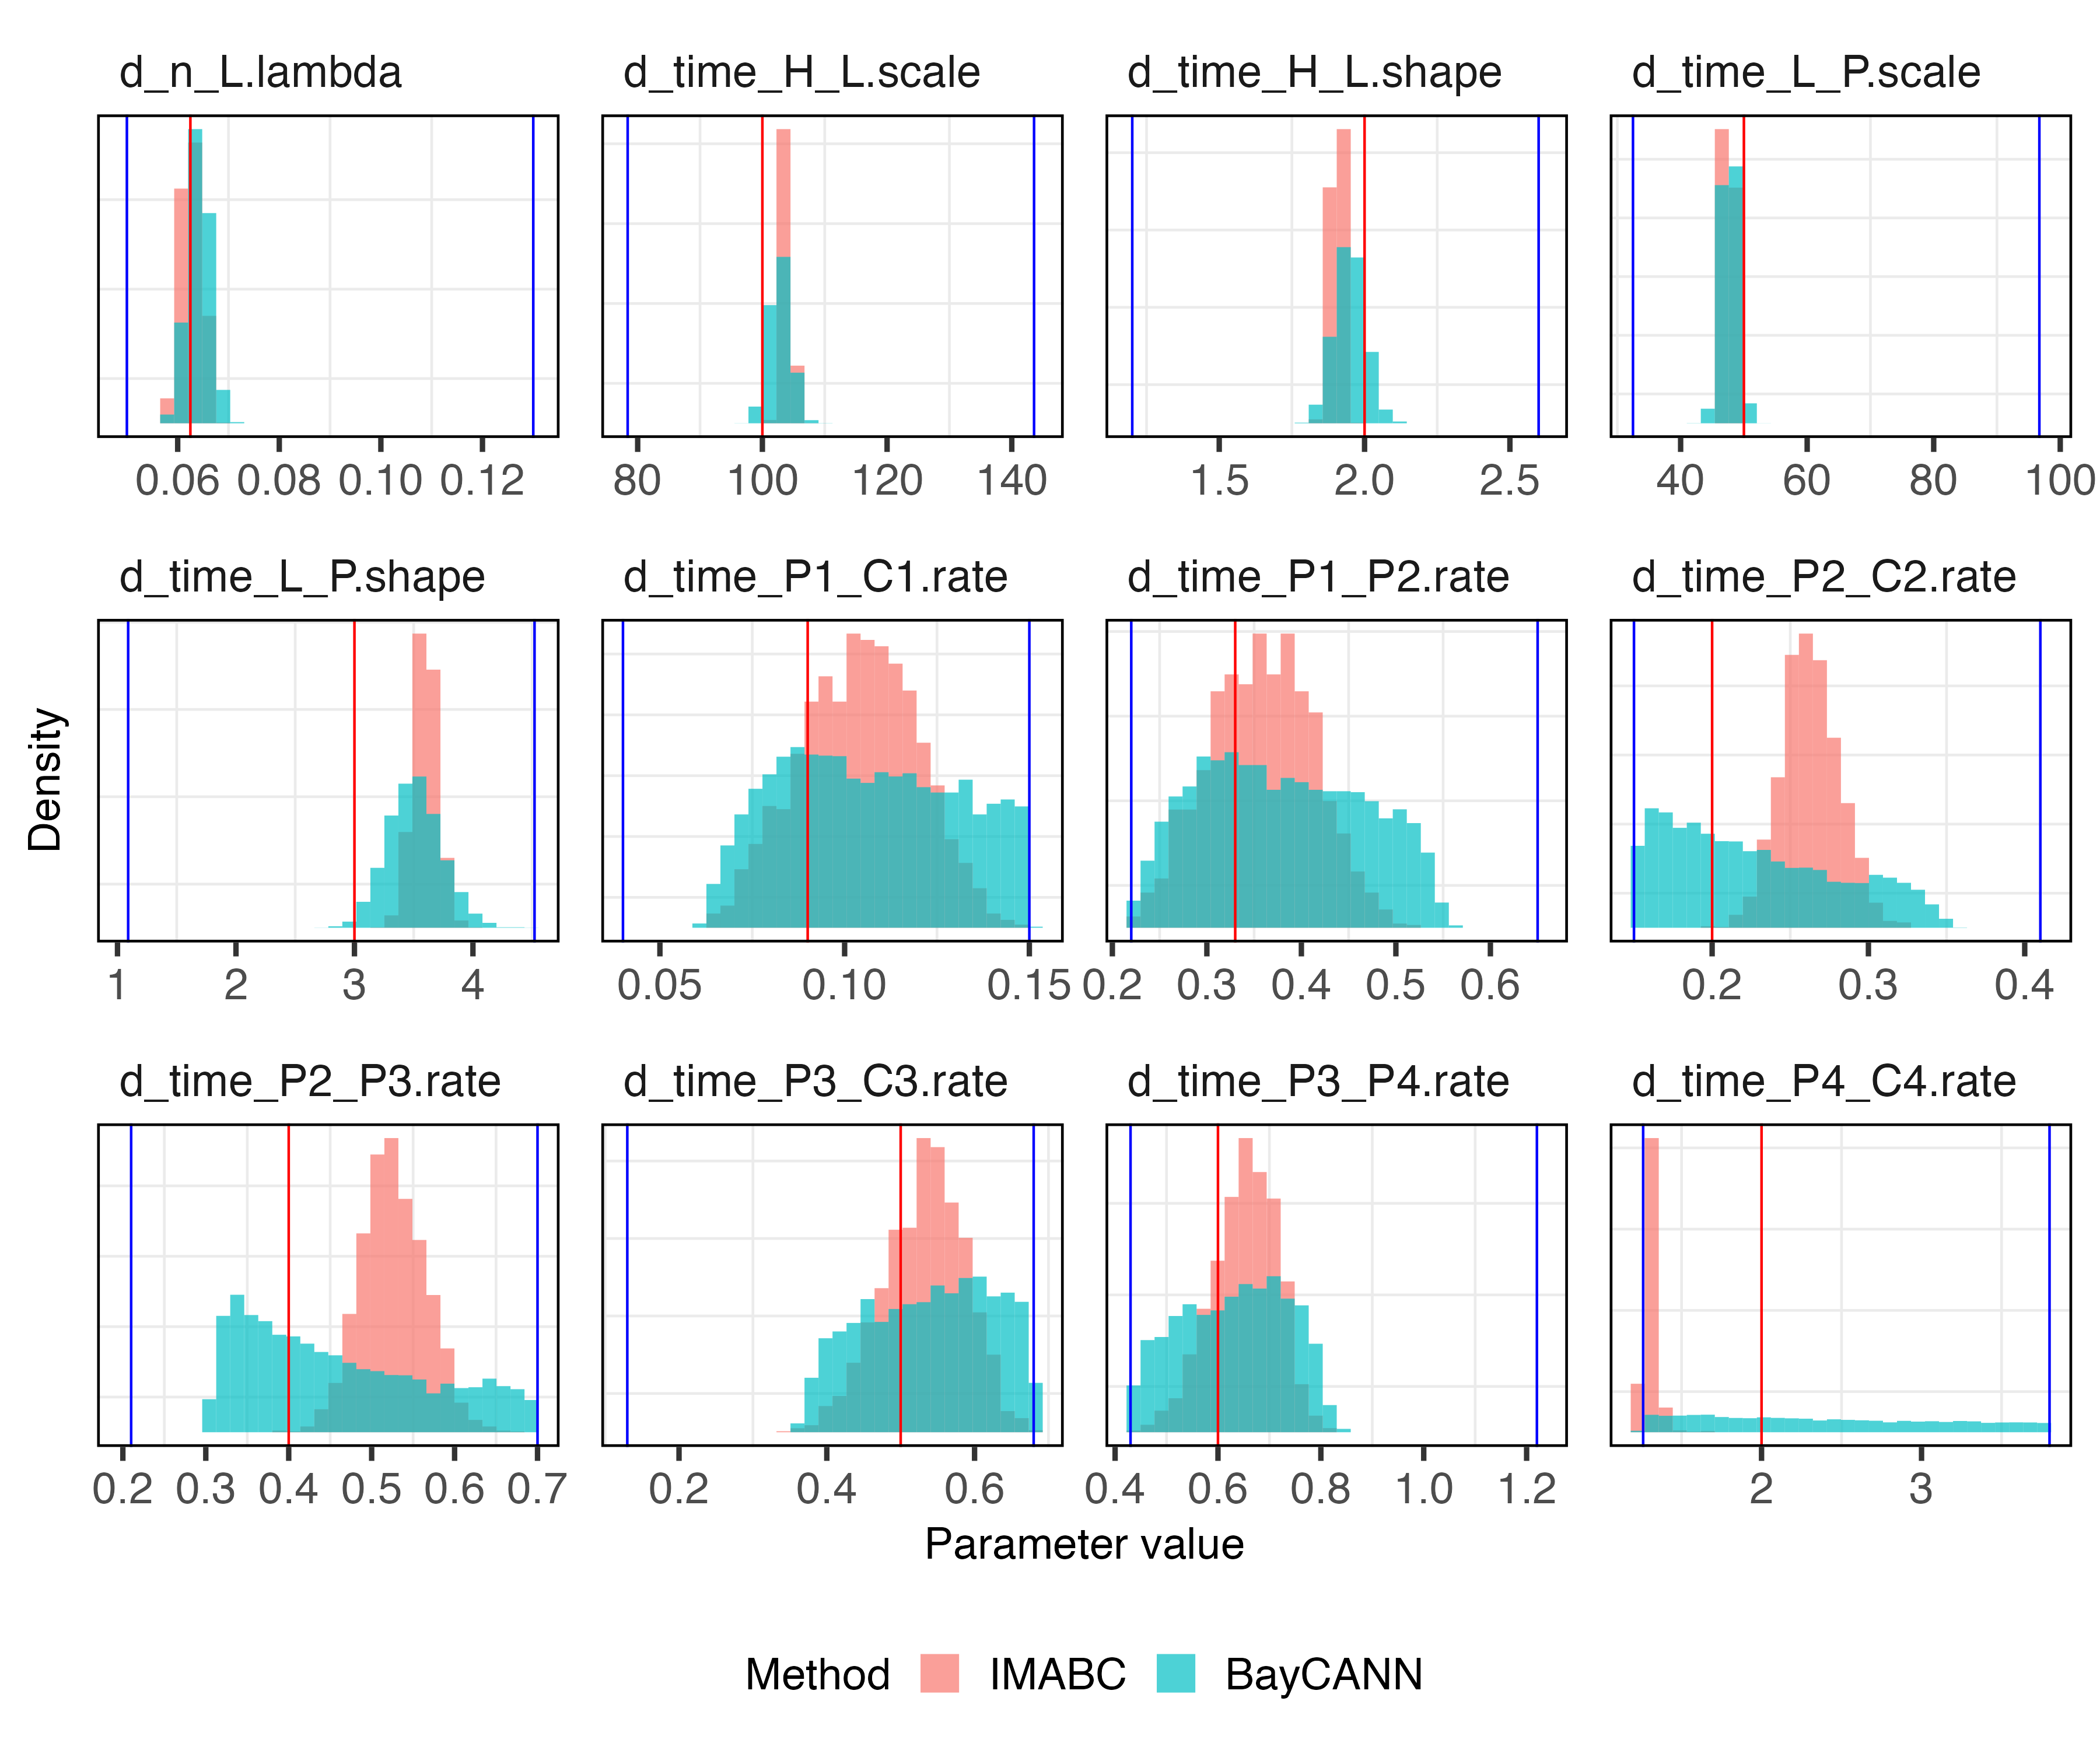 d_n_L.lambda d_time_H_L.scale d_time_H_L.shape d_time_L_P.scale
0.06 0.08 0.10 0.12 80 100 120 140 1.5 2.0 2.5 40 60 80 100
d_time_L_P.shape d_time_P1_C1.rate d_time_P1_P2.rate d_time_P2_C2.rate
Density
1 2 3 4 0.05 0.10 0.15 0.2 0.3 0.4 0.5 0.6 0.2 0.3 0.4
d_time_P2_P3.rate d_time_P3_C3.rate d_time_P3_P4.rate d_time_P4_C4.rate
0.2 0.3 0.4 0.5 0.6 0.7 0.2 0.4 0.6 0.4 0.6 0.8 1.0 1.2 2 3
Parameter value
Method IMABC BayCANN